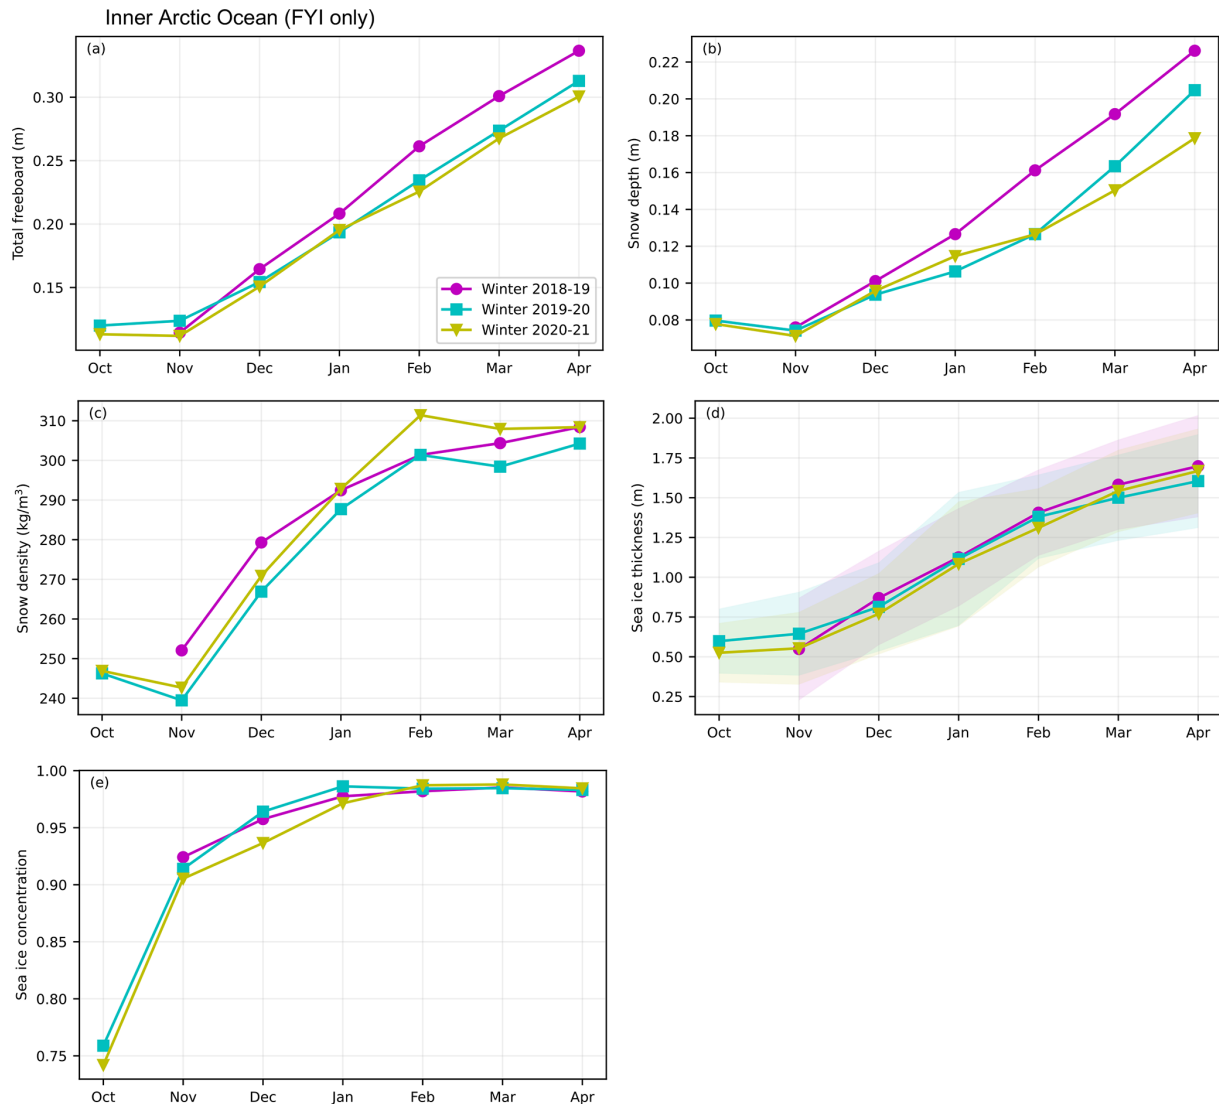 Inner Arctic Ocean (FYI only)
(a)
Total freeboard (m)
0.30
0.25
0.20
0.15
Winter 2018-19
Winter 2019-20
Winter 2020-21
Oct Nov Dec Jan Feb Mar Apr
(b)
Snow depth (m)
0.22
0.20
0.18
0.16
0.14
0.12
0.10
0.08
Oct Nov Dec Jan Feb Mar Apr
(c)
Snow density (kg/m³)
310
300
290
280
270
260
250
240
Oct Nov Dec Jan Feb Mar Apr
(d)
Sea ice thickness (m)
2.00
1.75
1.50
1.25
1.00
0.75
0.50
0.25
Oct Nov Dec Jan Feb Mar Apr
(e)
Sea ice concentration
1.00
0.95
0.90
0.85
0.80
0.75
Oct Nov Dec Jan Feb Mar Apr